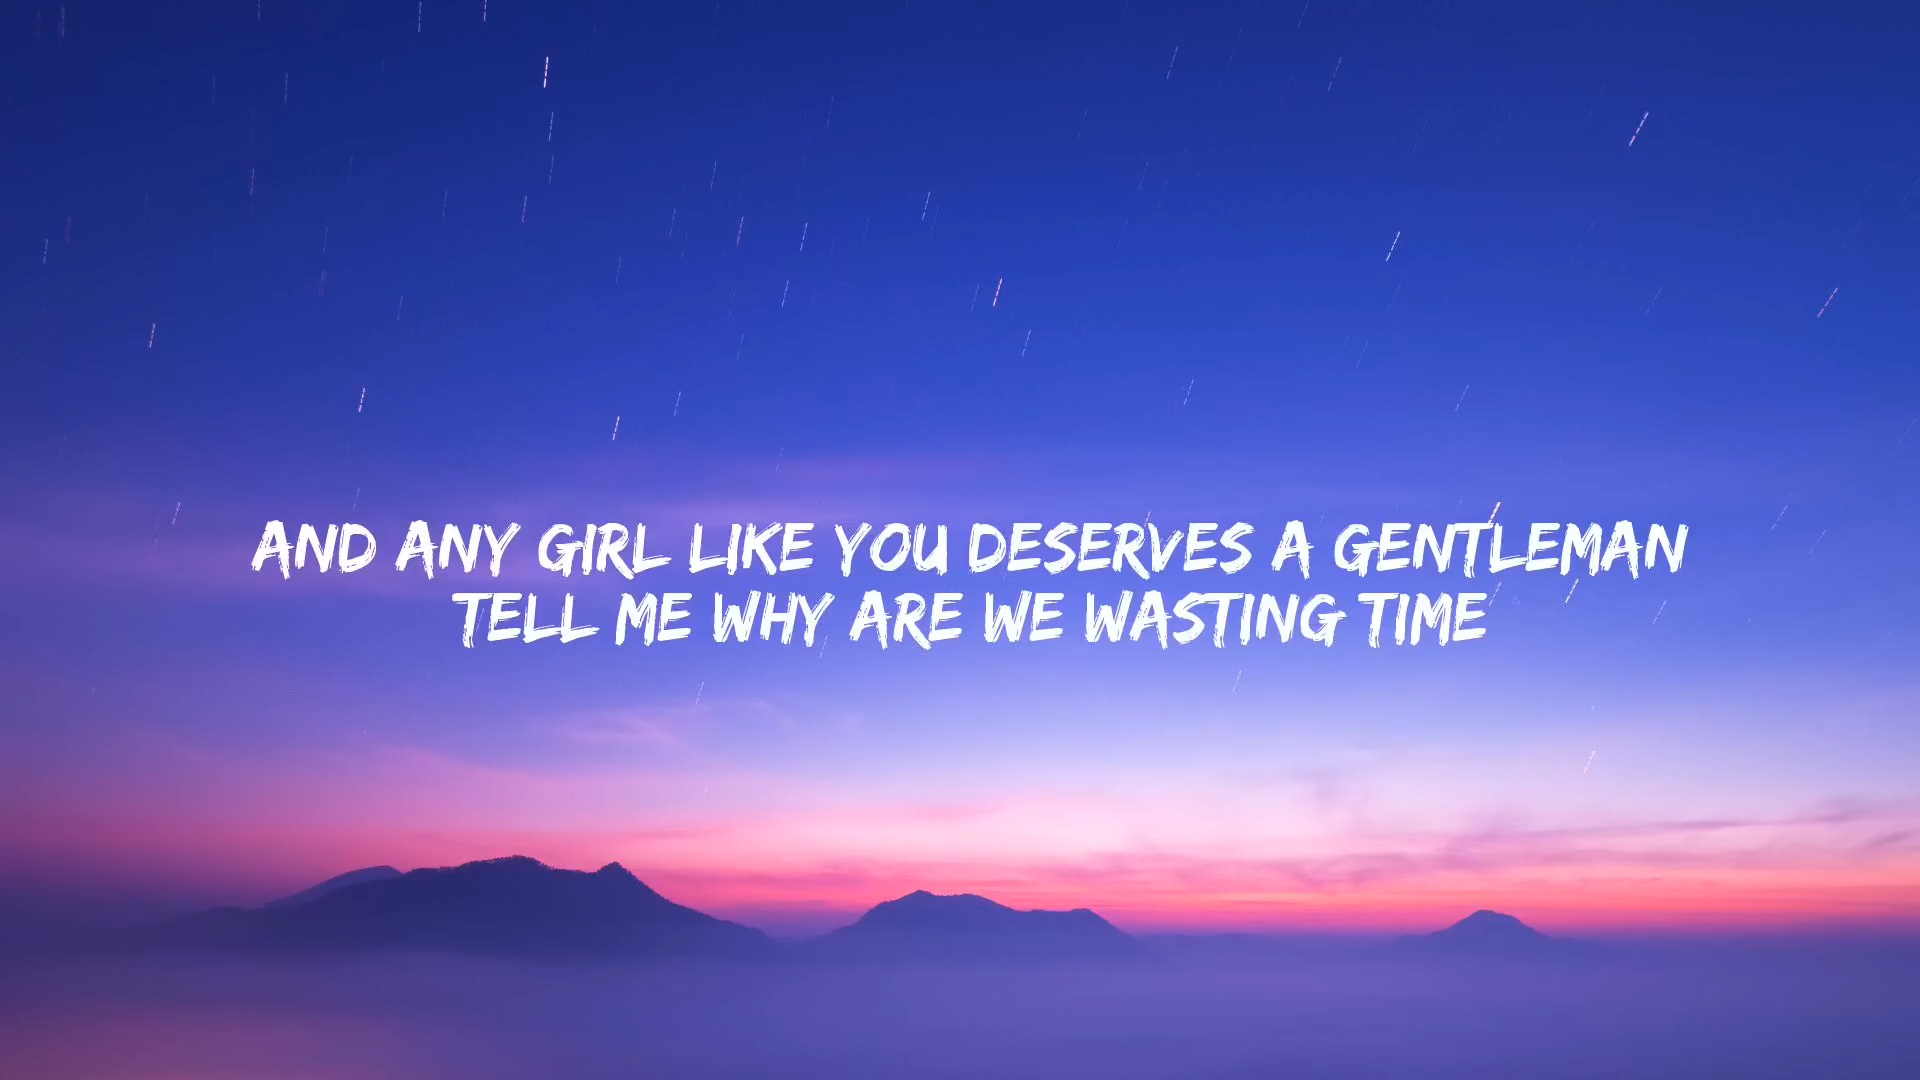 AND ANY GIRL LIKE YOU DESERVES A GENTLEMAN
TELL ME WHY ARE WE WASTING TIME